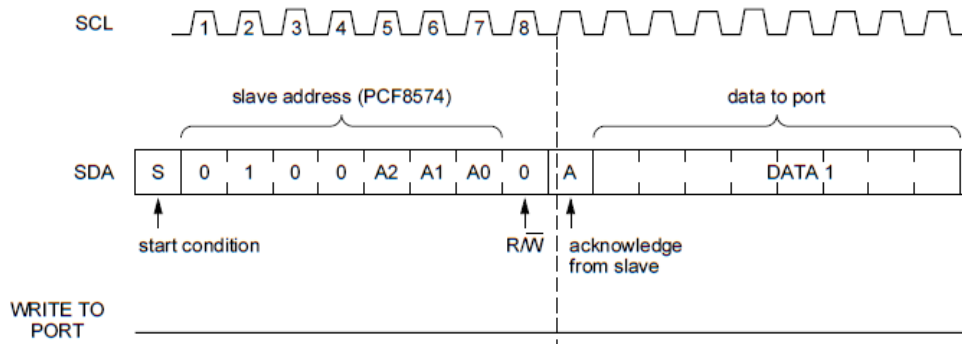 SCL
1 2 3 4 5 6 7 8
slave address (PCF8574) data to port
SDA S 0 1 0 0 A2 A1 A0 0 A DATA 1
start condition R/W̅ acknowledge
from slave
WRITE TO
PORT